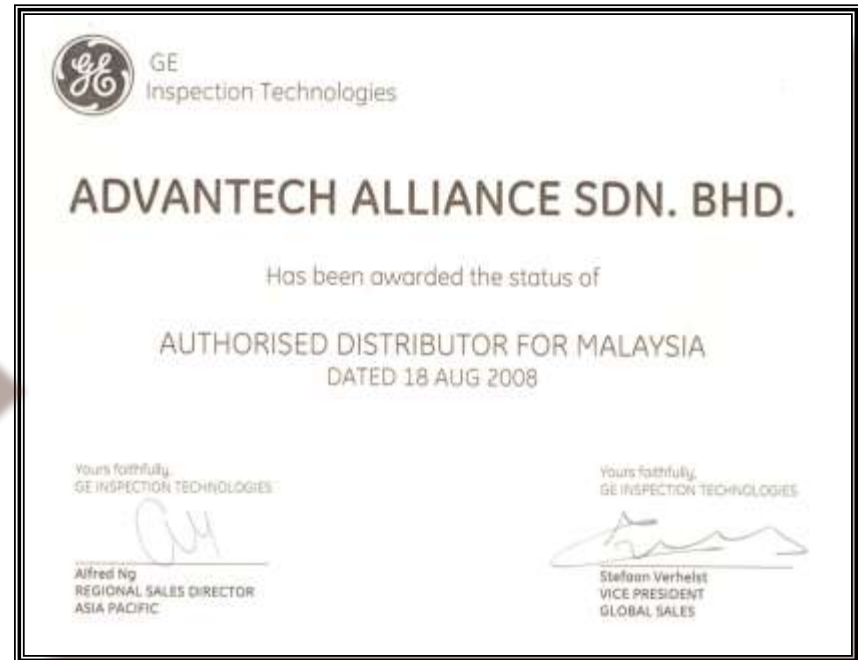 GE
Inspection Technologies
ADVANTECH ALLIANCE SDN. BHD.
Has been awarded the status of
AUTHORISED DISTRIBUTOR FOR MALAYSIA
DATED 18 AUG 2008
Yours faithfully,
GE INSPECTION TECHNOLOGIES
Alfred Ng
REGIONAL SALES DIRECTOR
ASIA PACIFIC
Yours faithfully,
GE INSPECTION TECHNOLOGIES
Stefaan Verhelst
VICE PRESIDENT
GLOBAL SALES